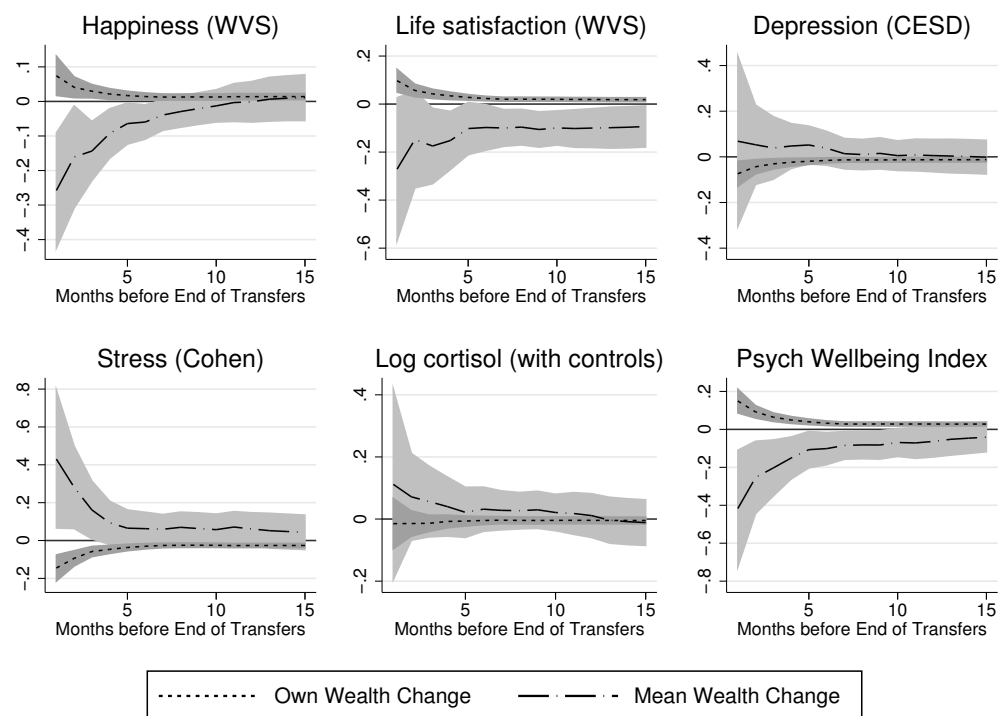 Happiness (WVS)
.1
0
−.1
−.2
−.3
−.4
5 10 15
Months before End of Transfers
Life satisfaction (WVS)
.2
0
−.2
−.4
−.6
5 10 15
Months before End of Transfers
Depression (CESD)
.4
.2
0
−.2
−.4
5 10 15
Months before End of Transfers
Stress (Cohen)
.8
.6
.4
.2
0
−.2
5 10 15
Months before End of Transfers
Log cortisol (with controls)
.4
.2
0
−.2
5 10 15
Months before End of Transfers
Psych Wellbeing Index
.2
0
−.2
−.4
−.6
−.8
5 10 15
Months before End of Transfers
Own Wealth Change Mean Wealth Change